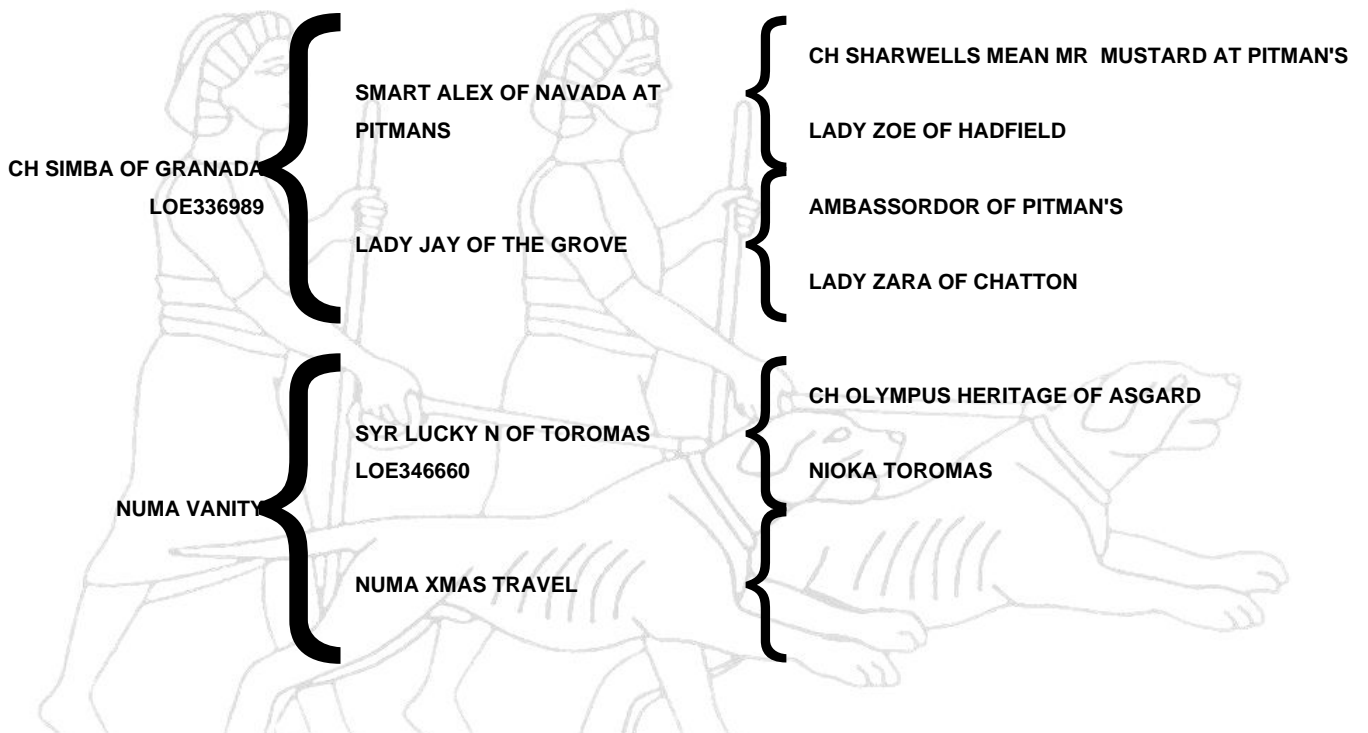 CH SHARWELLS MEAN MR MUSTARD AT PITMAN'S
SMART ALEX OF NAVADA AT
PITMANS
LADY ZOE OF HADFIELD
CH SIMBA OF GRANADA
LOE336989
AMBASSORDOR OF PITMAN'S
LADY JAY OF THE GROVE
LADY ZARA OF CHATTON
CH OLYMPUS HERITAGE OF ASGARD
SYR LUCKY N OF TOROMAS
LOE346660
NIOKA TOROMAS
NUMA VANITY
NUMA XMAS TRAVEL